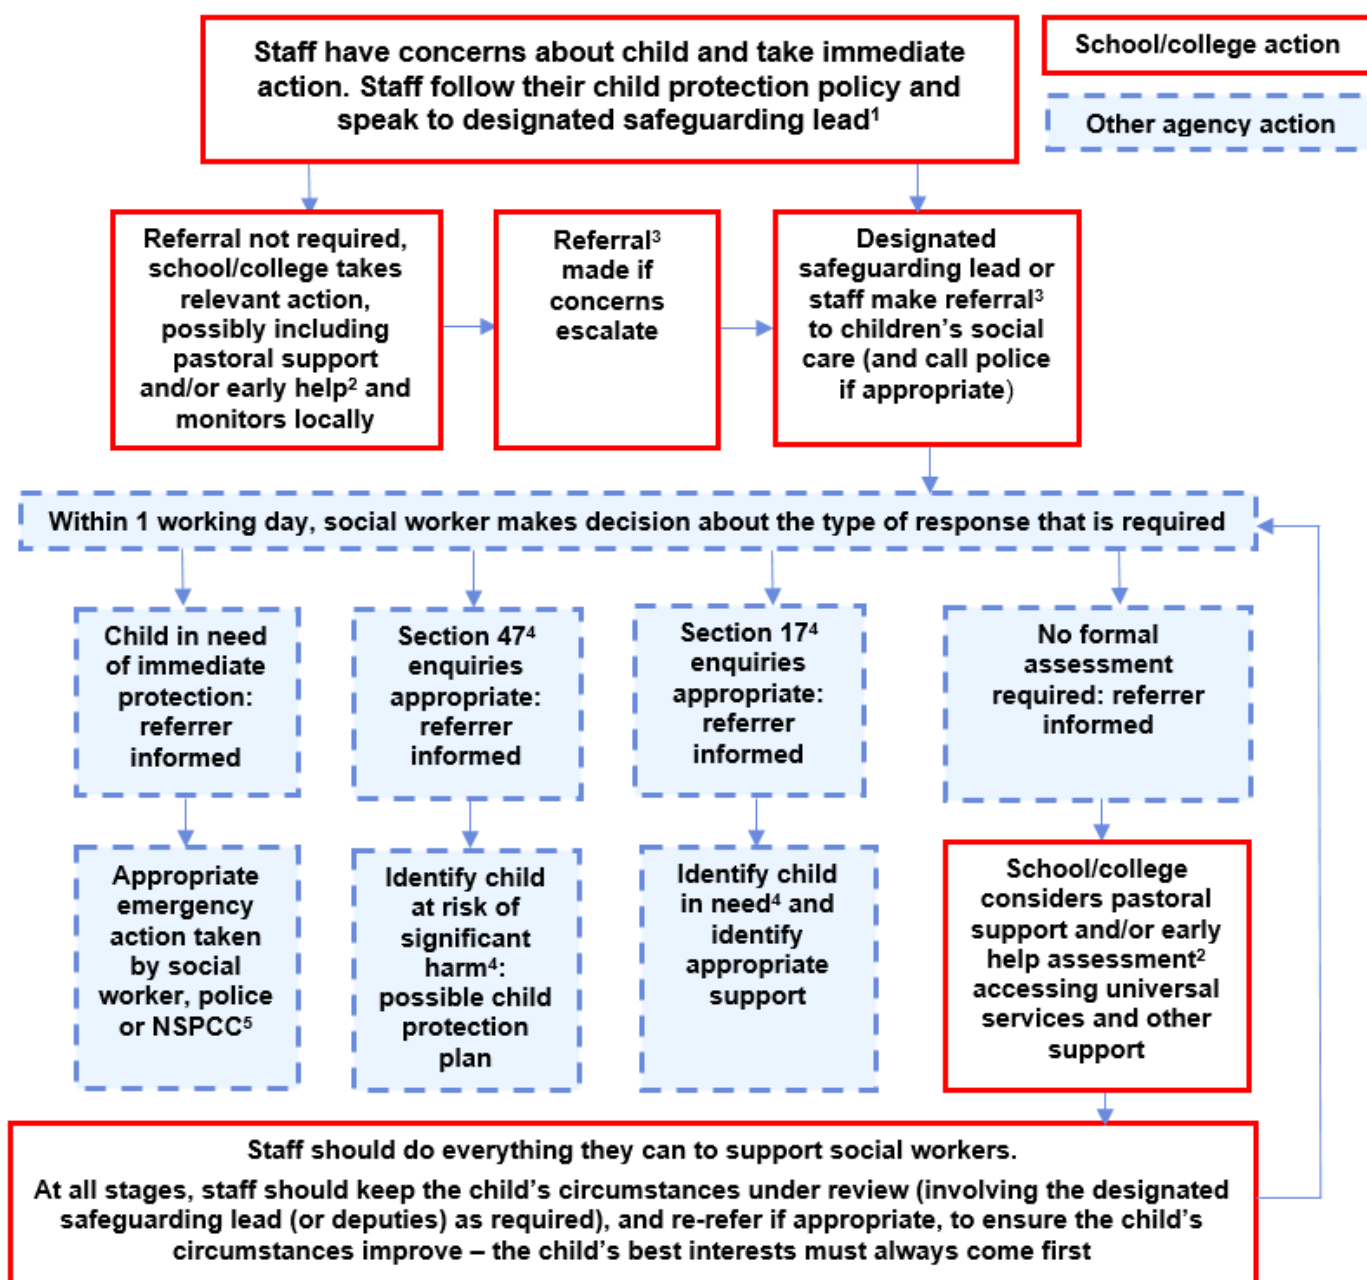 Staff have concerns about child and take immediate
action. Staff follow their child protection policy and
speak to designated safeguarding lead¹
School/college action
Other agency action
Referral not required,
school/college takes
relevant action,
possibly including
pastoral support
and/or early help² and
monitors locally
Referral³
made if
concerns
escalate
Designated
safeguarding lead or
staff make referral³
to children’s social
care (and call police
if appropriate)
Within 1 working day, social worker makes decision about the type of response that is required
Child in need
of immediate
protection:
referrer
informed
Section 47⁴
enquiries
appropriate:
referrer
informed
Section 17⁴
enquiries
appropriate:
referrer
informed
No formal
assessment
required: referrer
informed
Appropriate
emergency
action taken
by social
worker, police
or NSPCC⁵
Identify child
at risk of
significant
harm⁴:
possible child
protection
plan
Identify child
in need⁴ and
identify
appropriate
support
School/college
considers pastoral
support and/or early
help assessment²
accessing universal
services and other
support
Staff should do everything they can to support social workers.
At all stages, staff should keep the child’s circumstances under review (involving the designated
safeguarding lead (or deputies) as required), and re-refer if appropriate, to ensure the child’s
circumstances improve – the child’s best interests must always come first